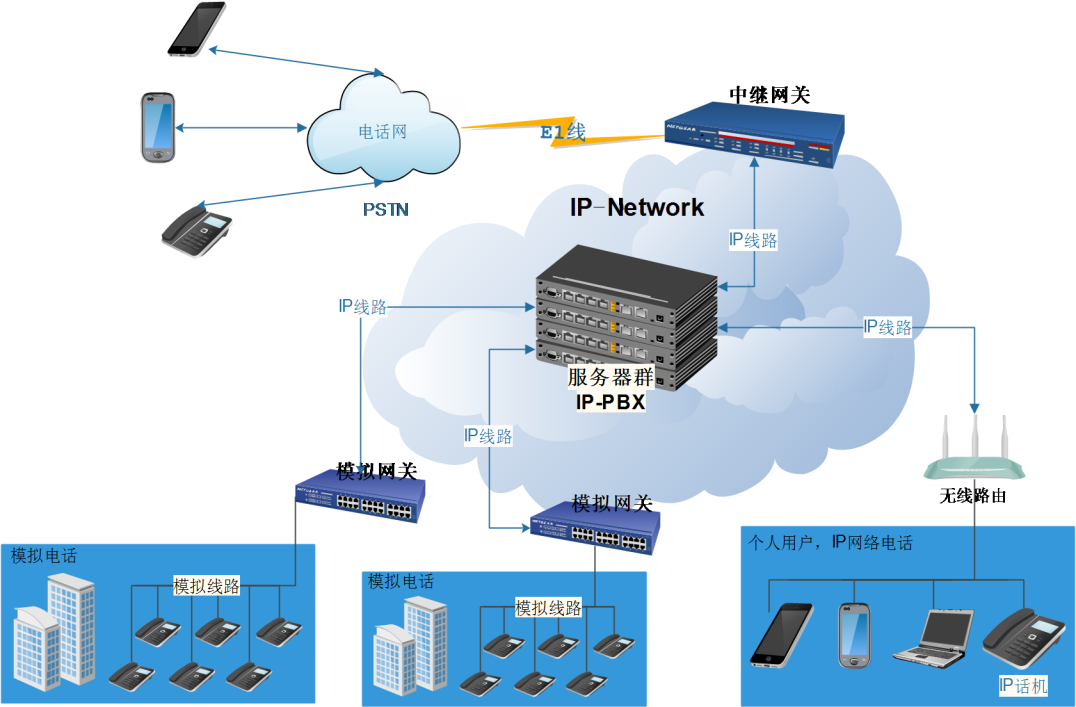 中继网关
NETGEAR
电话网
E1线
PSTN
IP-Network
IP线路
IP线路
IP线路
服务器群
IP-PBX
IP线路
模拟网关
NETGEAR
模拟网关
NETGEAR
无线路由
模拟电话
模拟线路
模拟电话
模拟线路
个人用户，IP网络电话
IP话机